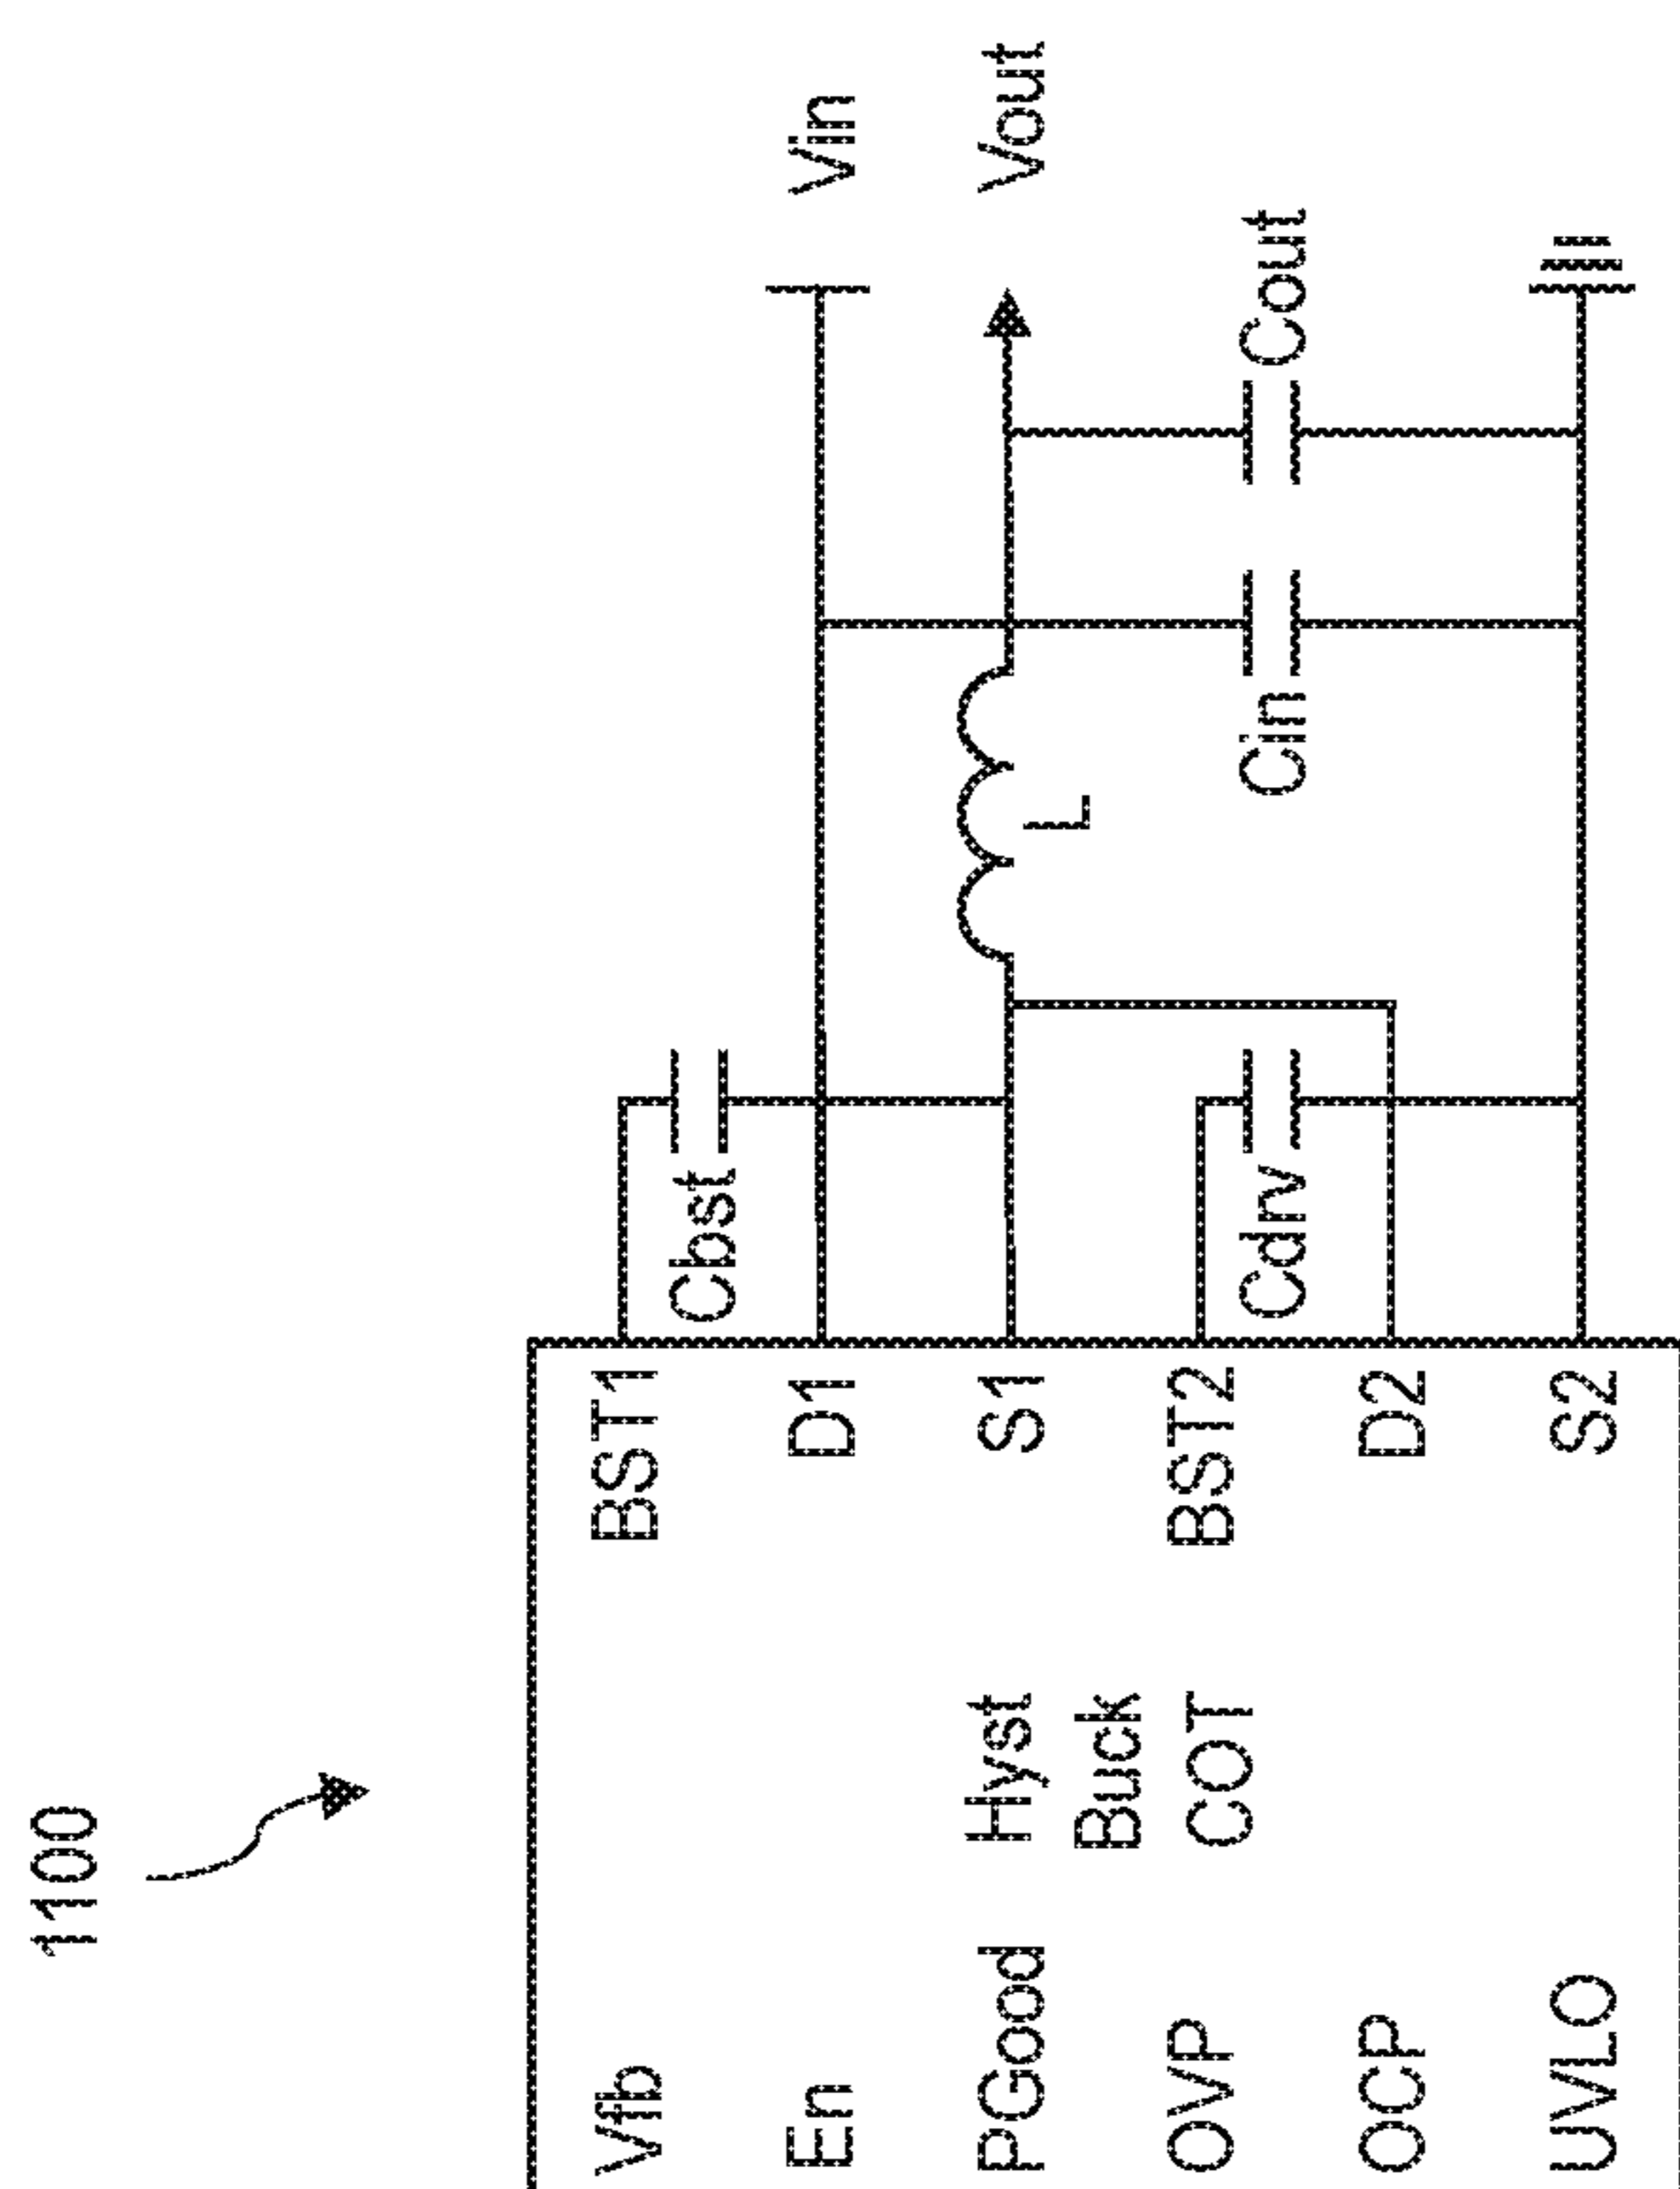 1100
Vfb
BST1
Cbst
En
D1
Vin
PGood
Hyst
Buck
COT
S1
L
Vout
OVP
BST2
Cdrv
Cin
Cout
OCP
D2
UVLO
S2